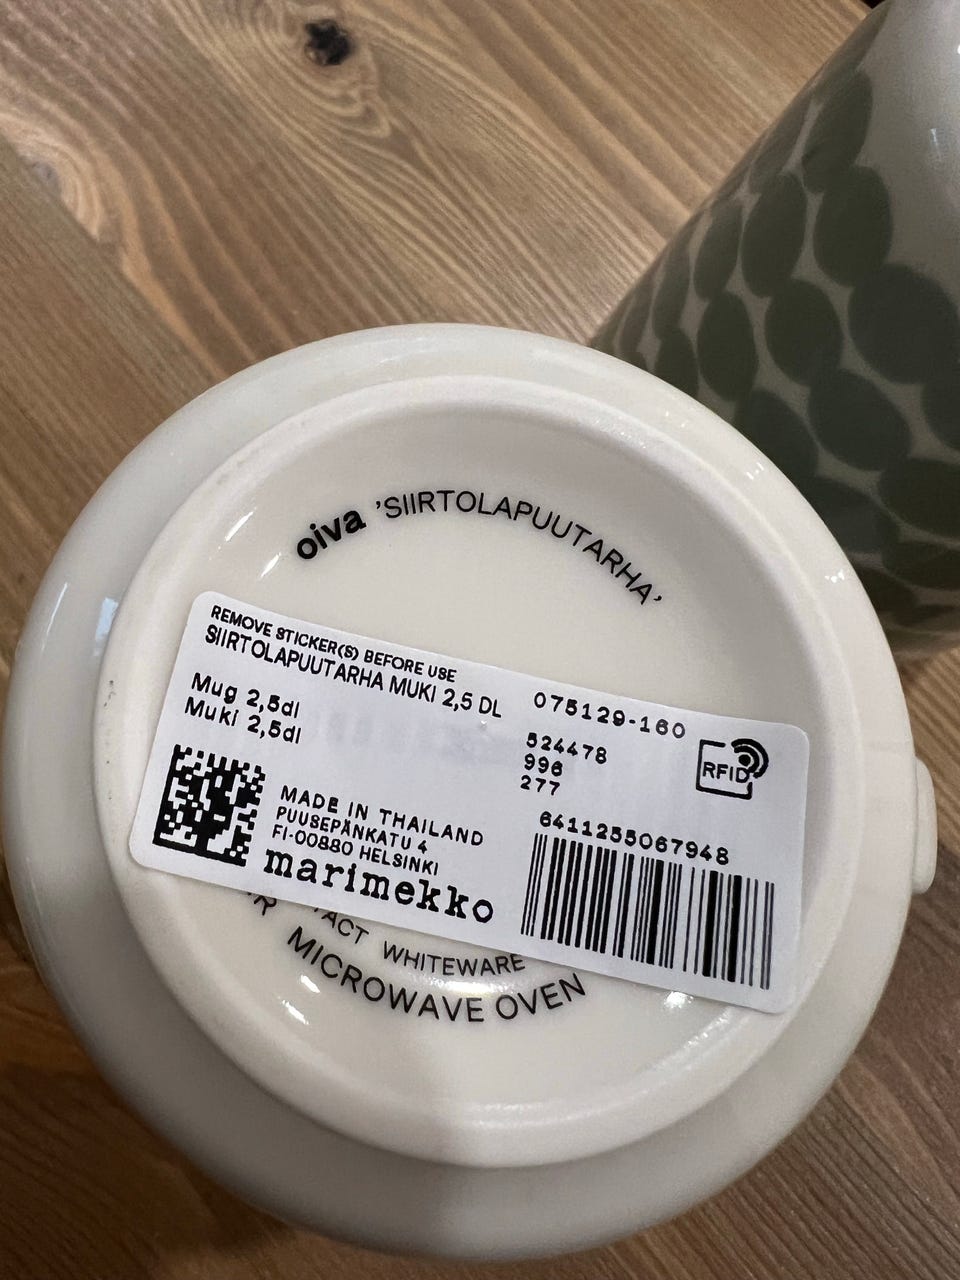 oiva 'SIIRTOLAPUUTARHA'
REMOVE STICKER(S) BEFORE USE
SIIRTOLAPUUTARHA MUKI 2,5 DL
075129-160
Mug 2,5dl
Muki 2,5dl
524478
996
277
RFID
MADE IN THAILAND
PUUSEPÄNKATU 4
FI-00880 HELSINKI
marimekko
6411255067948
WHITEWARE
MICROWAVE OVEN